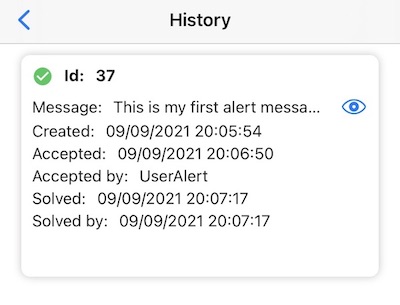 History
Id: 37
Message: This is my first alert messa...
Created: 09/09/2021 20:05:54
Accepted: 09/09/2021 20:06:50
Accepted by: UserAlert
Solved: 09/09/2021 20:07:17
Solved by: 09/09/2021 20:07:17